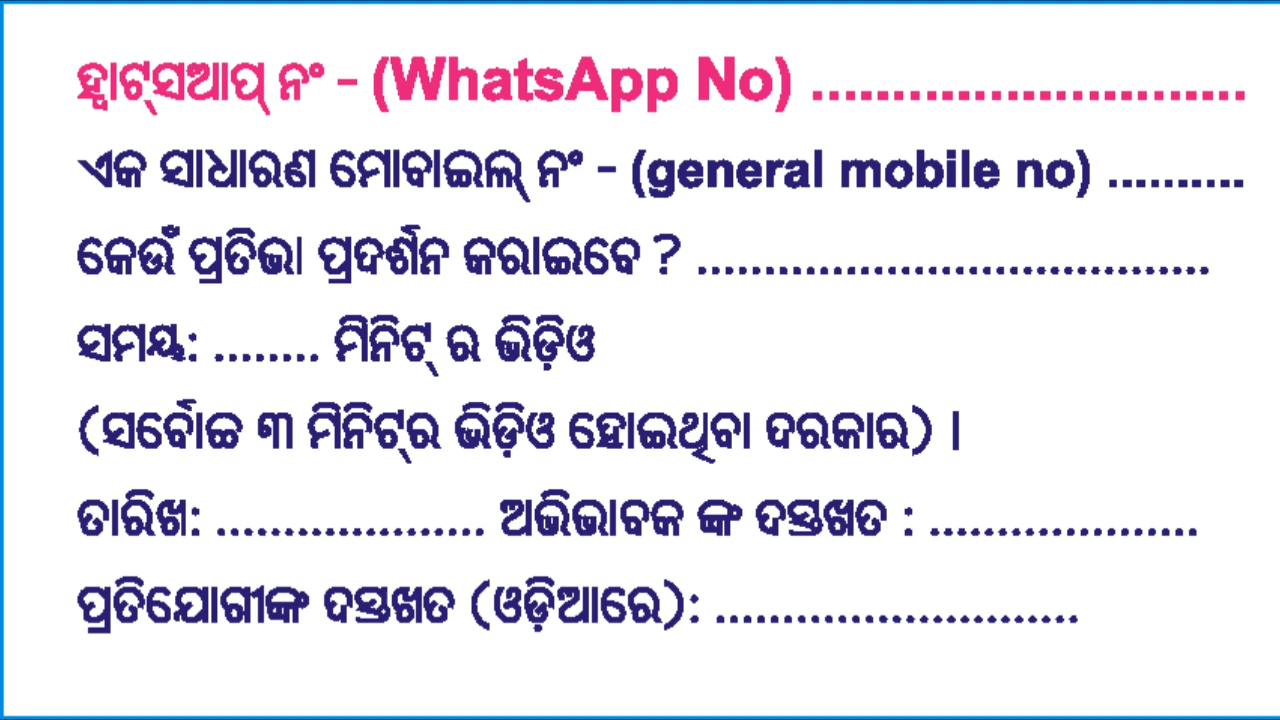 ହ୍ଵାଟ୍‌ସଆପ୍ ନଂ - (WhatsApp No) ...........................
ଏକ ସାଧାରଣ ମୋବାଇଲ୍ ନଂ - (general mobile no) ..........
କେଉଁ ପ୍ରତିଭା ପ୍ରଦର୍ଶନ କରାଇବେ ? ......................................
ସମୟ: ........ ମିନିଟ୍ ର ଭିଡ଼ିଓ
(ସର୍ବୋଚ୍ଚ ୩ ମିନିଟ୍‌ର ଭିଡ଼ିଓ ହୋଇଥିବା ଦରକାର) ।
ତାରିଖ: .................... ଅଭିଭାବକ ଙ୍କ ଦସ୍ତଖତ : ....................
ପ୍ରତିଯୋଗୀଙ୍କ ଦସ୍ତଖତ (ଓଡ଼ିଆରେ): ...........................